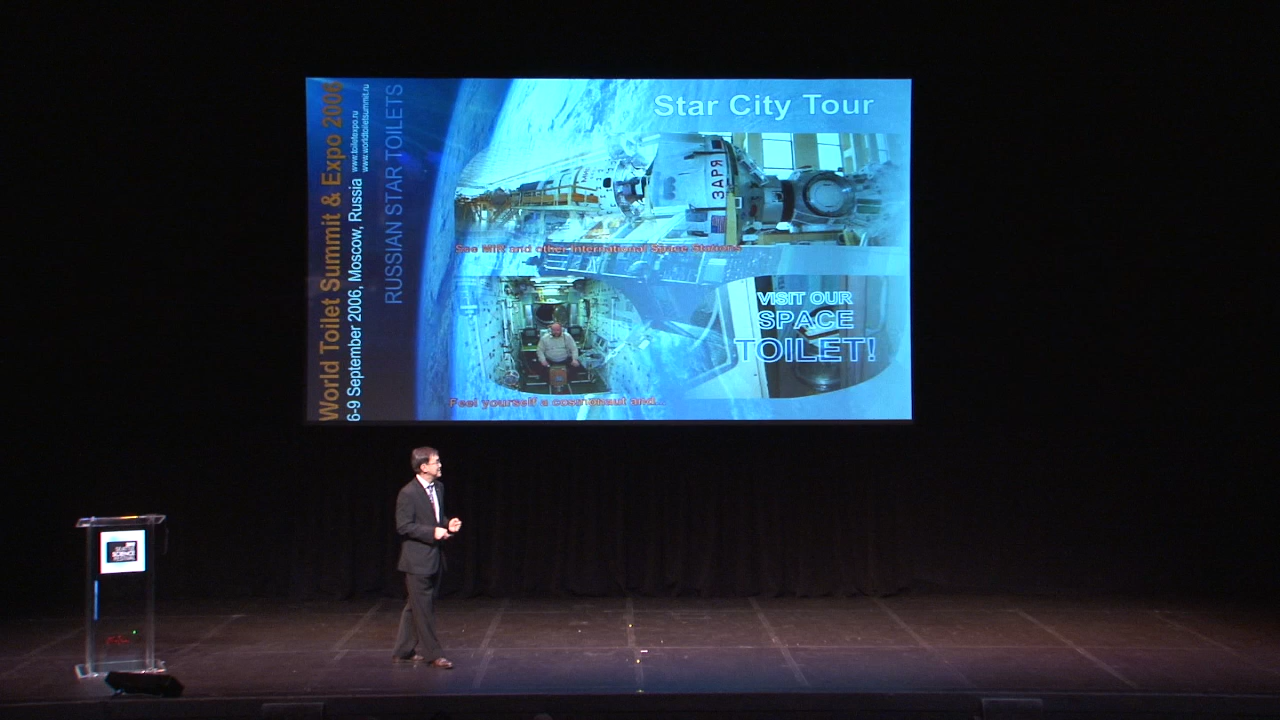 World Toilet Summit & Expo 2006
6-9 September 2006, Moscow, Russia
www.toiletexpo.ru
www.worldtoiletsummit.ru
RUSSIAN STAR TOILETS
Star City Tour
ЗАРЯ
See MIR and other International Space Stations
VISIT OUR
SPACE
TOILET!
Feel yourself a cosmonaut and...
SCIENCE
FESTIVAL